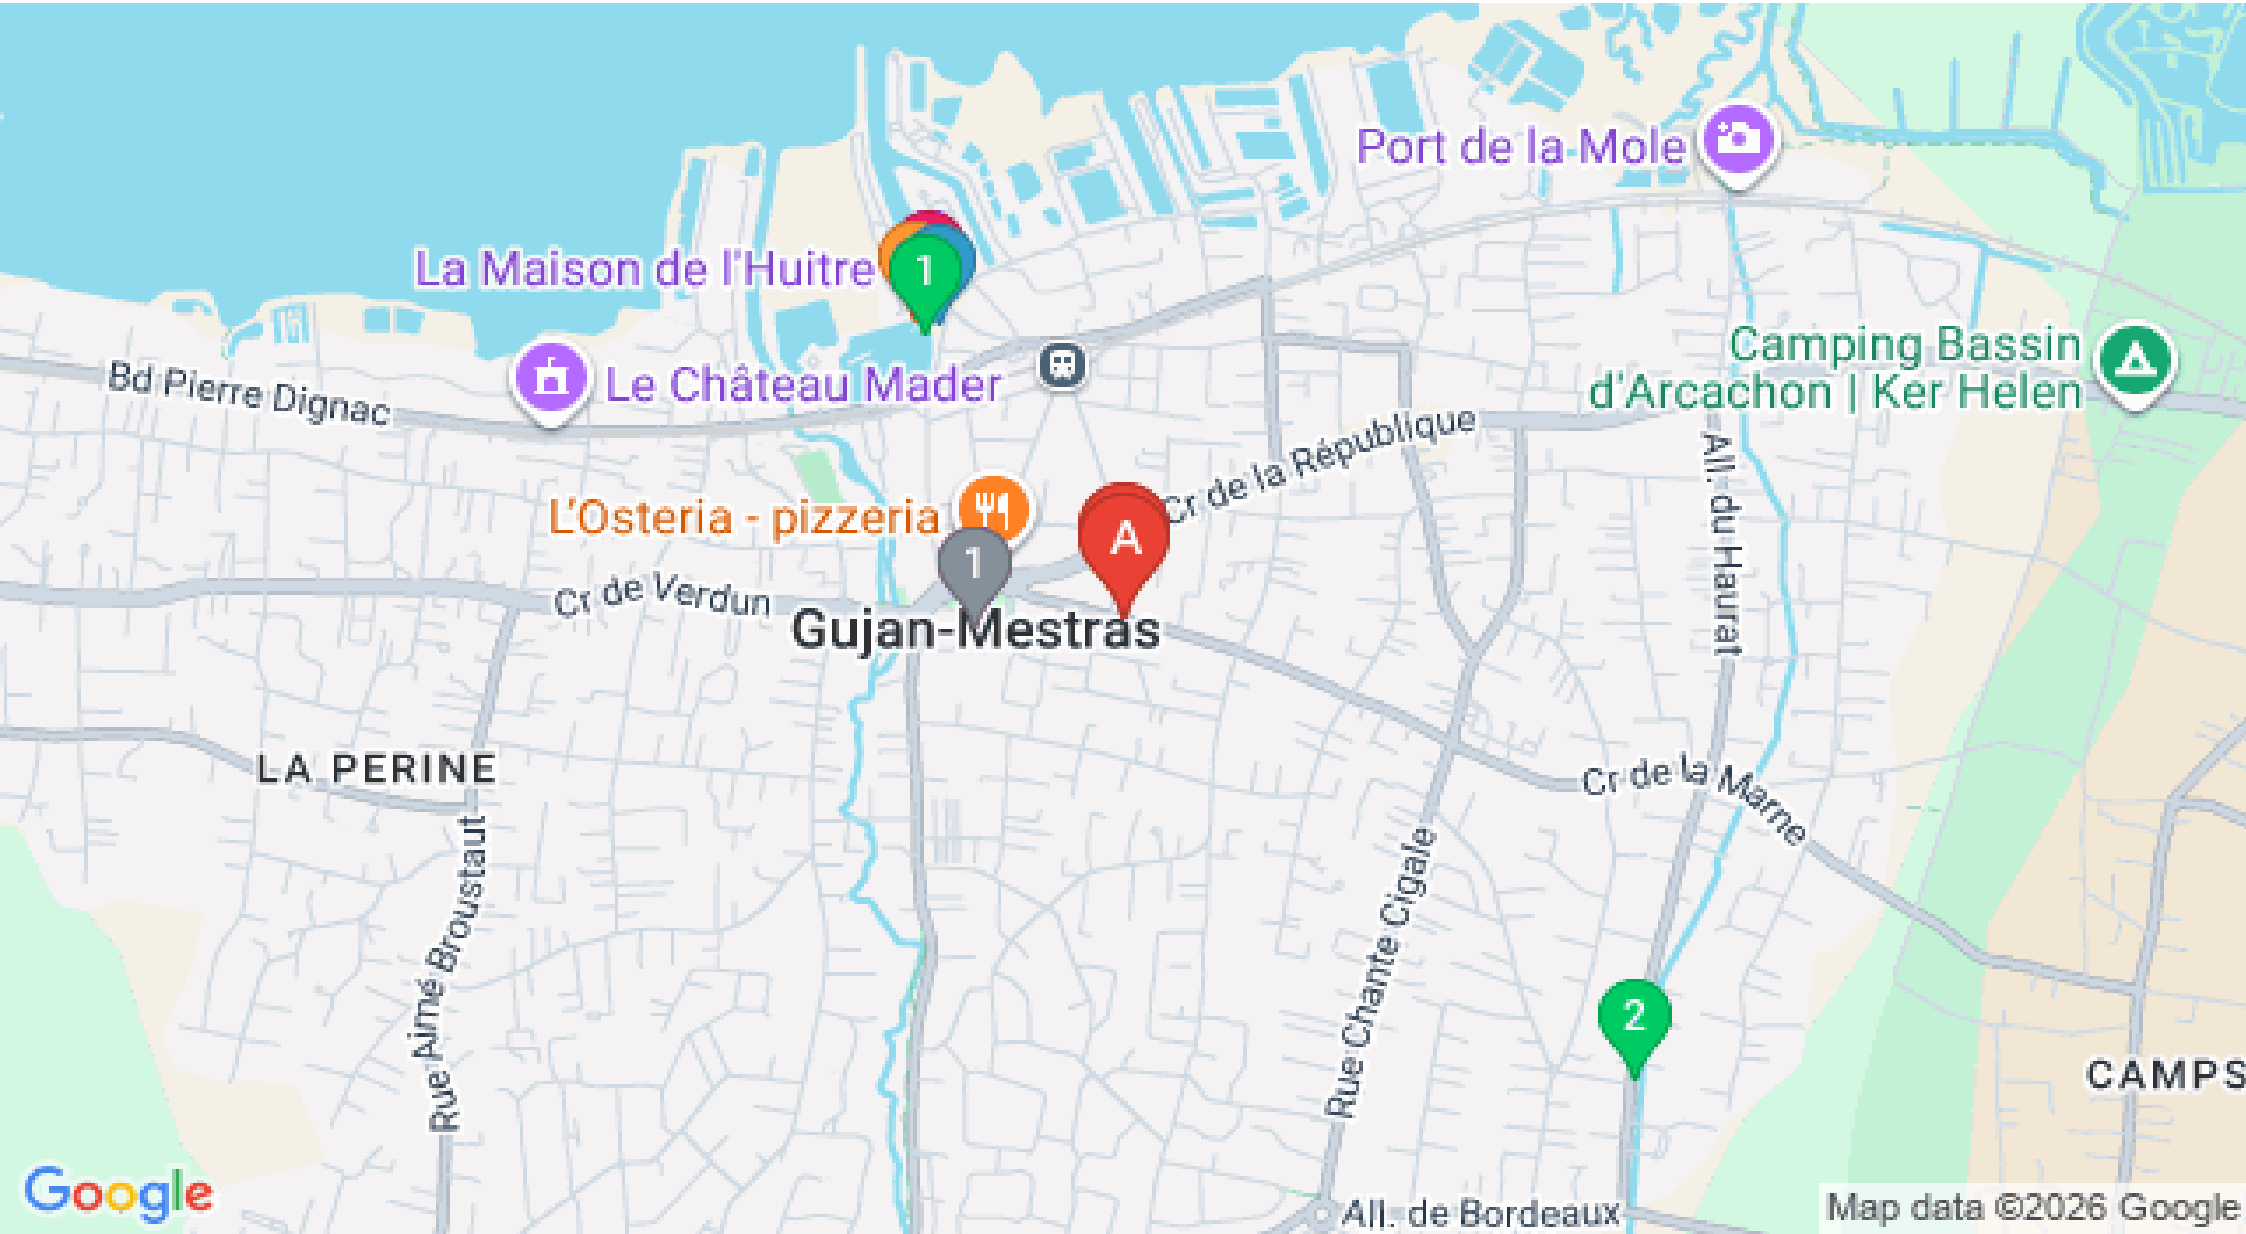 Port de la Mole
La Maison de l'Huitre
1
Camping Bassin
d'Arcachon | Ker Helen
Bd Pierre Dignac
Le Château Mader
Cr de la République
All. du Haurat
L'Osteria - pizzeria
A
1
Cr de Verdun
Gujan-Mestras
LA PERINE
Cr de la Marne
Rue Aimé Broustaut
Rue Chante Cigale
2
CAMPS
Google
All. de Bordeaux
Map data ©2026 Google